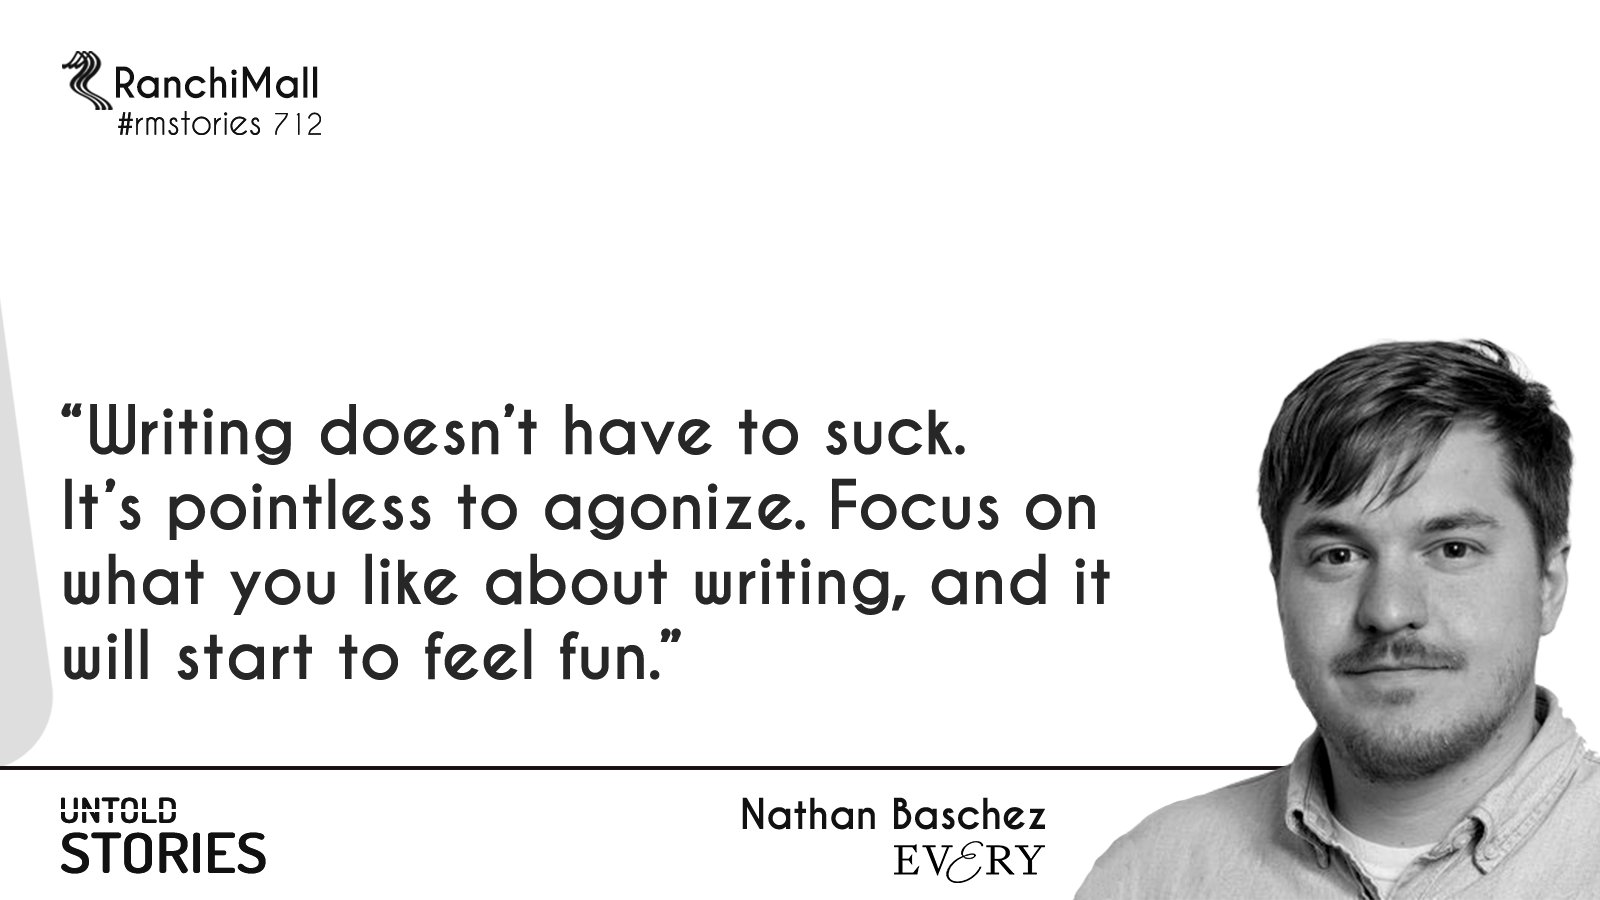 RanchiMall
#rmstories 712
“Writing doesn’t have to suck.
It’s pointless to agonize. Focus on
what you like about writing, and it
will start to feel fun.”
UNTOLD
STORIES
Nathan Baschez
EVERY